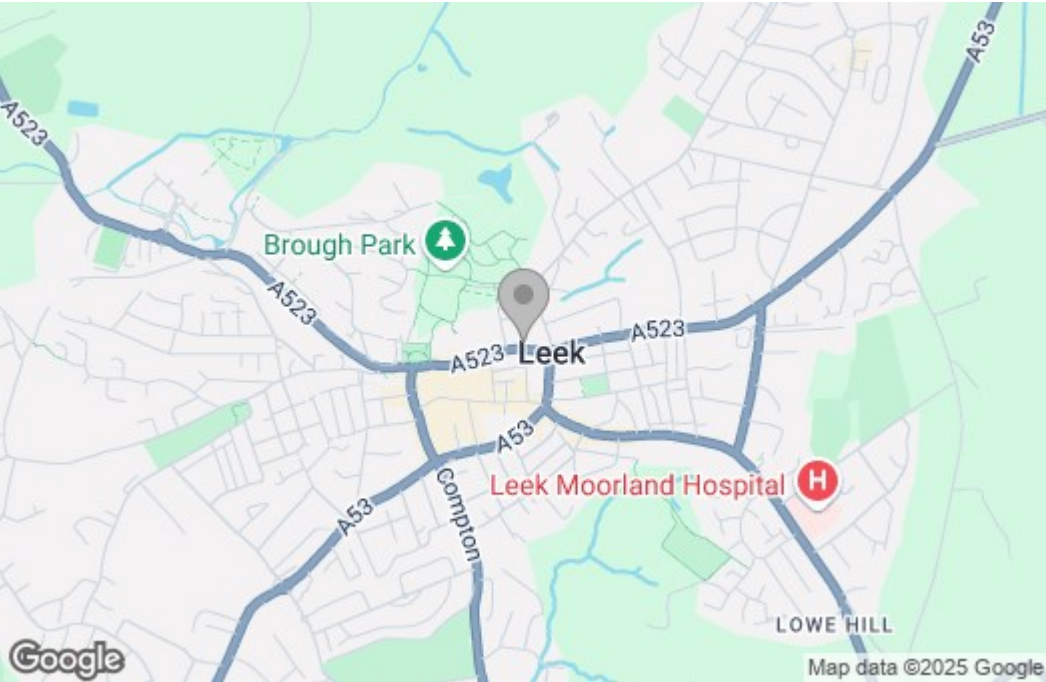 A53
A523
Brough Park
A523
A523
A523
Leek
A53
Leek Moorland Hospital
H
Compton
A53
LOWE HILL
Google
Map data ©2025 Google